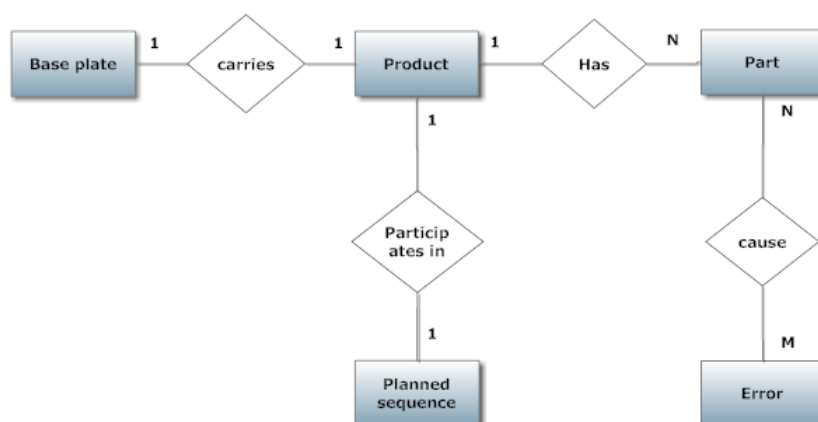 1 1 1 N
Base plate carries Product Has Part
1 N
Particip
ates in
cause
1 M
Planned
sequence
Error